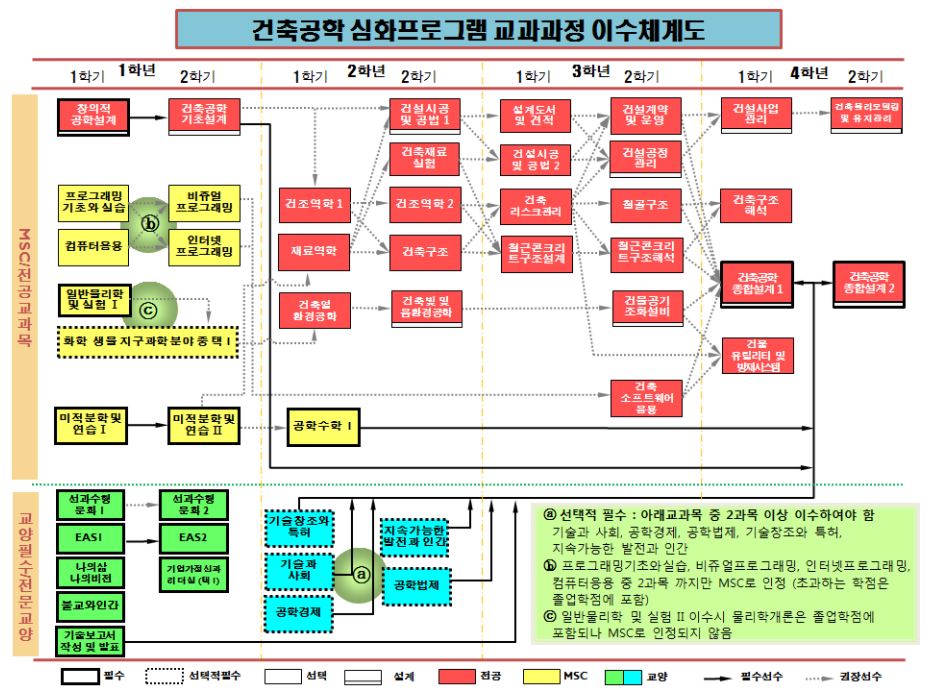 건축공학 심화프로그램 교과과정 이수체계도
1학년
2학년
3학년
4학년
1학기
2학기
1학기
2학기
1학기
2학기
1학기
2학기
MSC/전공교과목
창의적
공학설계
건축공학
기초설계
건설시공
및 공법 1
설계도서
및 견적
건설계약
및 운영
건설사업
관리
건축물리모델링
및 유지관리
건축재료
실험
건설시공
및 공법 2
건설공정
관리
프로그래밍
기초와 실습
비쥬얼
프로그래밍
ⓑ
컴퓨터응용
인터넷
프로그래밍
건조역학 1
건조역학 2
건축
리스크관리
철골구조
건축구조
해석
재료역학
건축구조
철근콘크리
트구조설계
철근콘크리
트구조해석
건축공학
종합설계 1
건축공학
종합설계 2
일반물리학
및 실험 I
ⓒ
화학 생물 지구과학분야 중 택 1
건축열
환경공학
건축빛 및
음환경공학
건물공기
조화설비
건물
유틸리티 및
방재시스템
건축
소프트웨어
응용
미적분학 및
연습 I
미적분학 및
연습 II
공학수학 I
교양필수/전문교양
선과수형
문화 1
선과수형
문화 2
EAS1
EAS2
나의삶
나의비전
기업가정신과
리더십 (택 1)
불교와인간
기술보고서
작성 및 발표
기술창조와
특허
지속가능한
발전과 인간
기술과
사회
ⓐ
공학법제
공학경제
ⓐ 선택적 필수 : 아래교과목 중 2과목 이상 이수하여야 함
기술과 사회, 공학경제, 공학법제, 기술창조와 특허,
지속가능한 발전과 인간
ⓑ 프로그래밍기초와실습, 비쥬얼프로그래밍, 인터넷프로그래밍,
컴퓨터응용 중 2과목 까지만 MSC로 인정 (초과하는 학점은
졸업학점에 포함)
ⓒ 일반물리학 및 실험 II 이수시 물리학개론은 졸업학점에
포함되나 MSC로 인정되지 않음
필수
선택적필수
선택
설계
전공
MSC
교양
필수선수
권장선수